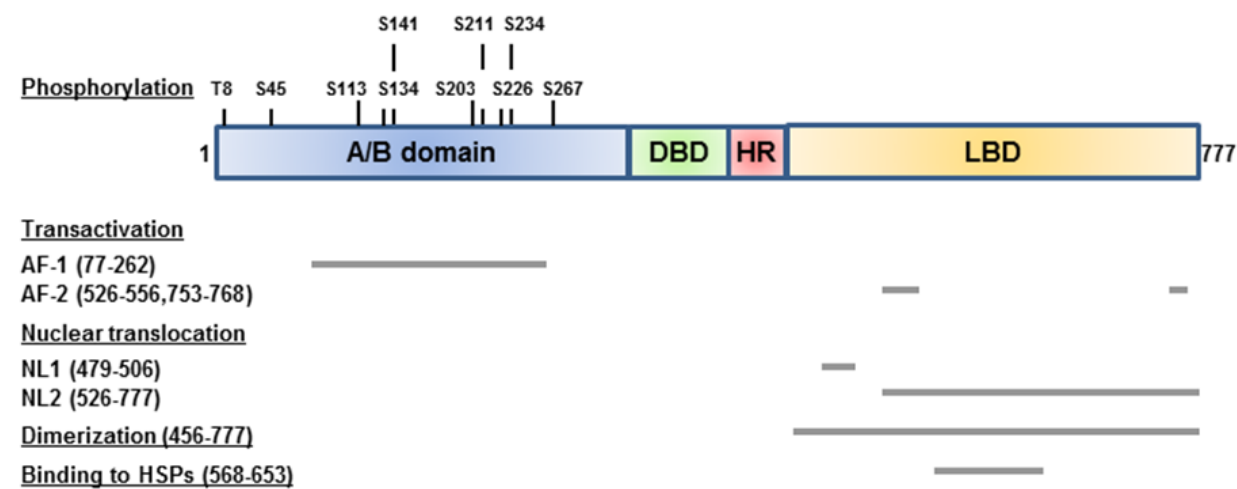 S141 S211 S234
Phosphorylation T8 S45 S113 S134 S203 S226 S267
1 A/B domain DBD HR LBD 777
Transactivation
AF-1 (77-262)
AF-2 (526-556,753-768)
Nuclear translocation
NL1 (479-506)
NL2 (526-777)
Dimerization (456-777)
Binding to HSPs (568-653)